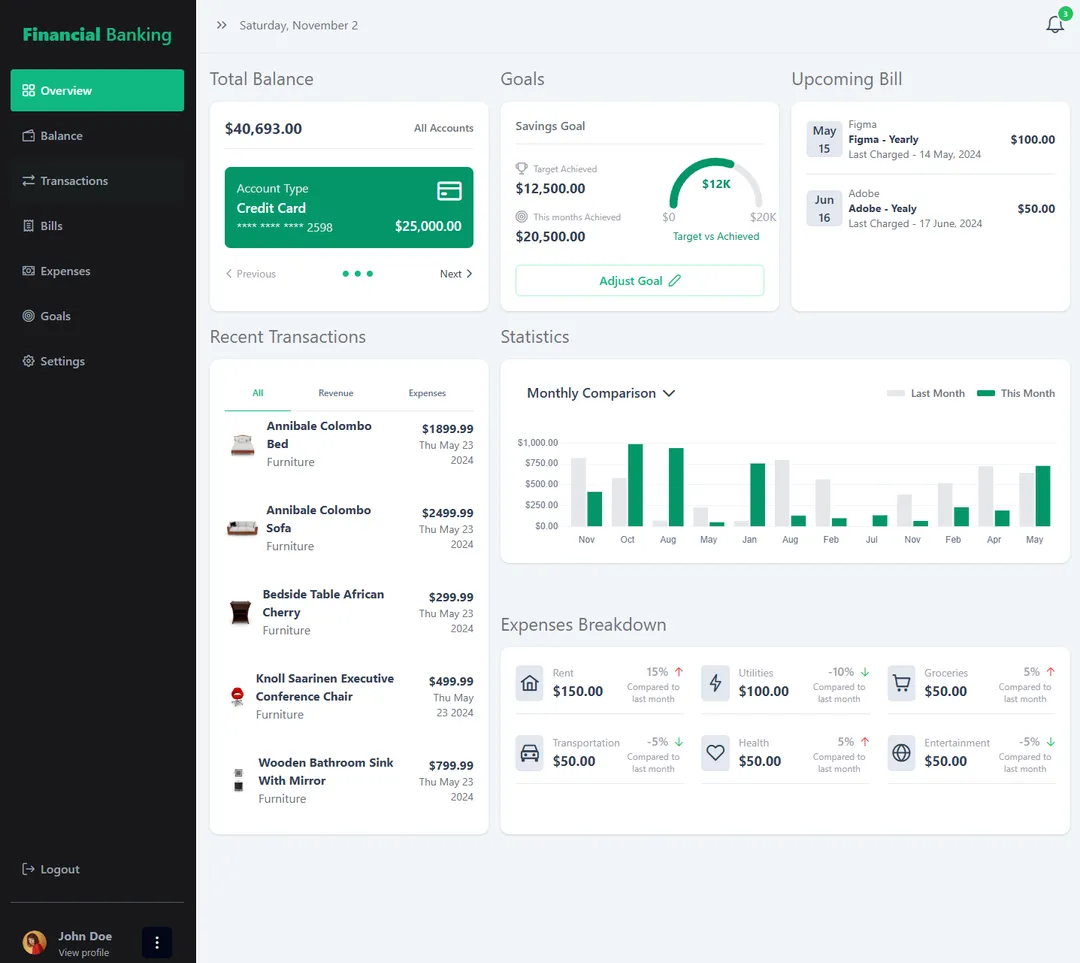 Financial Banking
Overview
Balance
Transactions
Bills
Expenses
Goals
Settings
Logout
John Doe
View profile
Saturday, November 2
3
Total Balance
$40,693.00
All Accounts
Account Type
Credit Card
**** **** **** 2598
$25,000.00
Previous
Next
Goals
Savings Goal
Target Achieved
$12,500.00
This months Achieved
$20,500.00
$12K
$0
$20K
Target vs Achieved
Adjust Goal
Upcoming Bill
May
15
Figma
Figma - Yearly
Last Charged - 14 May, 2024
$100.00
Jun
16
Adobe
Adobe - Yealy
Last Charged - 17 June, 2024
$50.00
Recent Transactions
All
Revenue
Expenses
Annibale Colombo
Bed
Furniture
$1899.99
Thu May 23
2024
Annibale Colombo
Sofa
Furniture
$2499.99
Thu May 23
2024
Bedside Table African
Cherry
Furniture
$299.99
Thu May 23
2024
Knoll Saarinen Executive
Conference Chair
Furniture
$499.99
Thu May
23 2024
Wooden Bathroom Sink
With Mirror
Furniture
$799.99
Thu May 23
2024
Statistics
Monthly Comparison
Last Month
This Month
$1,000.00
$750.00
$500.00
$250.00
$0.00
Nov Oct Aug May Jan Aug Feb Jul Nov Feb Apr May
Expenses Breakdown
Rent
$150.00
15%
Compared to
last month
Utilities
$100.00
-10%
Compared to
last month
Groceries
$50.00
5%
Compared to
last month
Transportation
$50.00
-5%
Compared to
last month
Health
$50.00
5%
Compared to
last month
Entertainment
$50.00
-5%
Compared to
last month